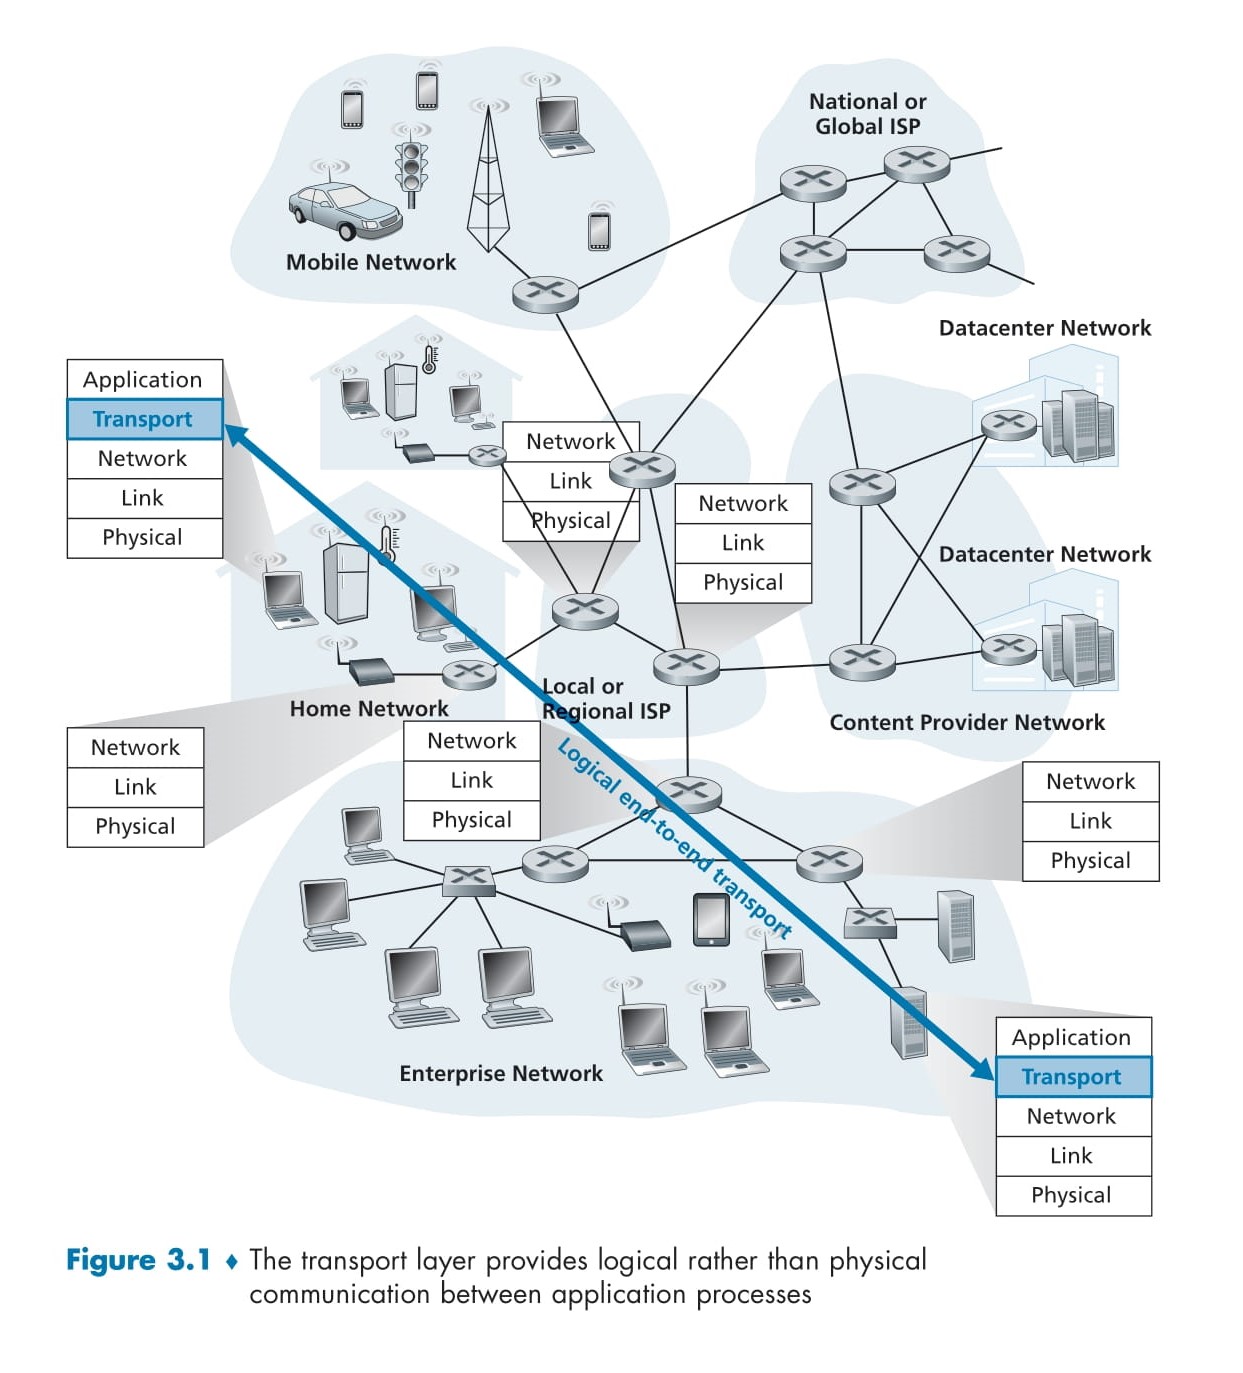 National or
Global ISP
Mobile Network
Datacenter Network
Application
Transport
Network
Link
Physical
Network
Link
Physical
Network
Link
Physical
Datacenter Network
Local or
Regional ISP
Home Network
Content Provider Network
Network
Link
Physical
Network
Link
Physical
Logical end-to-end transport
Network
Link
Physical
Enterprise Network
Application
Transport
Network
Link
Physical
Figure 3.1 ♦ The transport layer provides logical rather than physical
communication between application processes